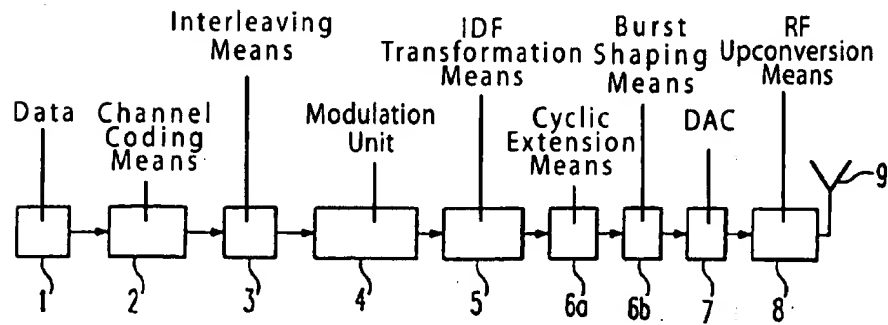 Data
Channel
Coding
Means
Interleaving
Means
Modulation
Unit
IDF
Transformation
Means
Cyclic
Extension
Means
Burst
Shaping
Means
DAC
RF
Upconversion
Means
9
1
2
3
4
5
6a
6b
7
8